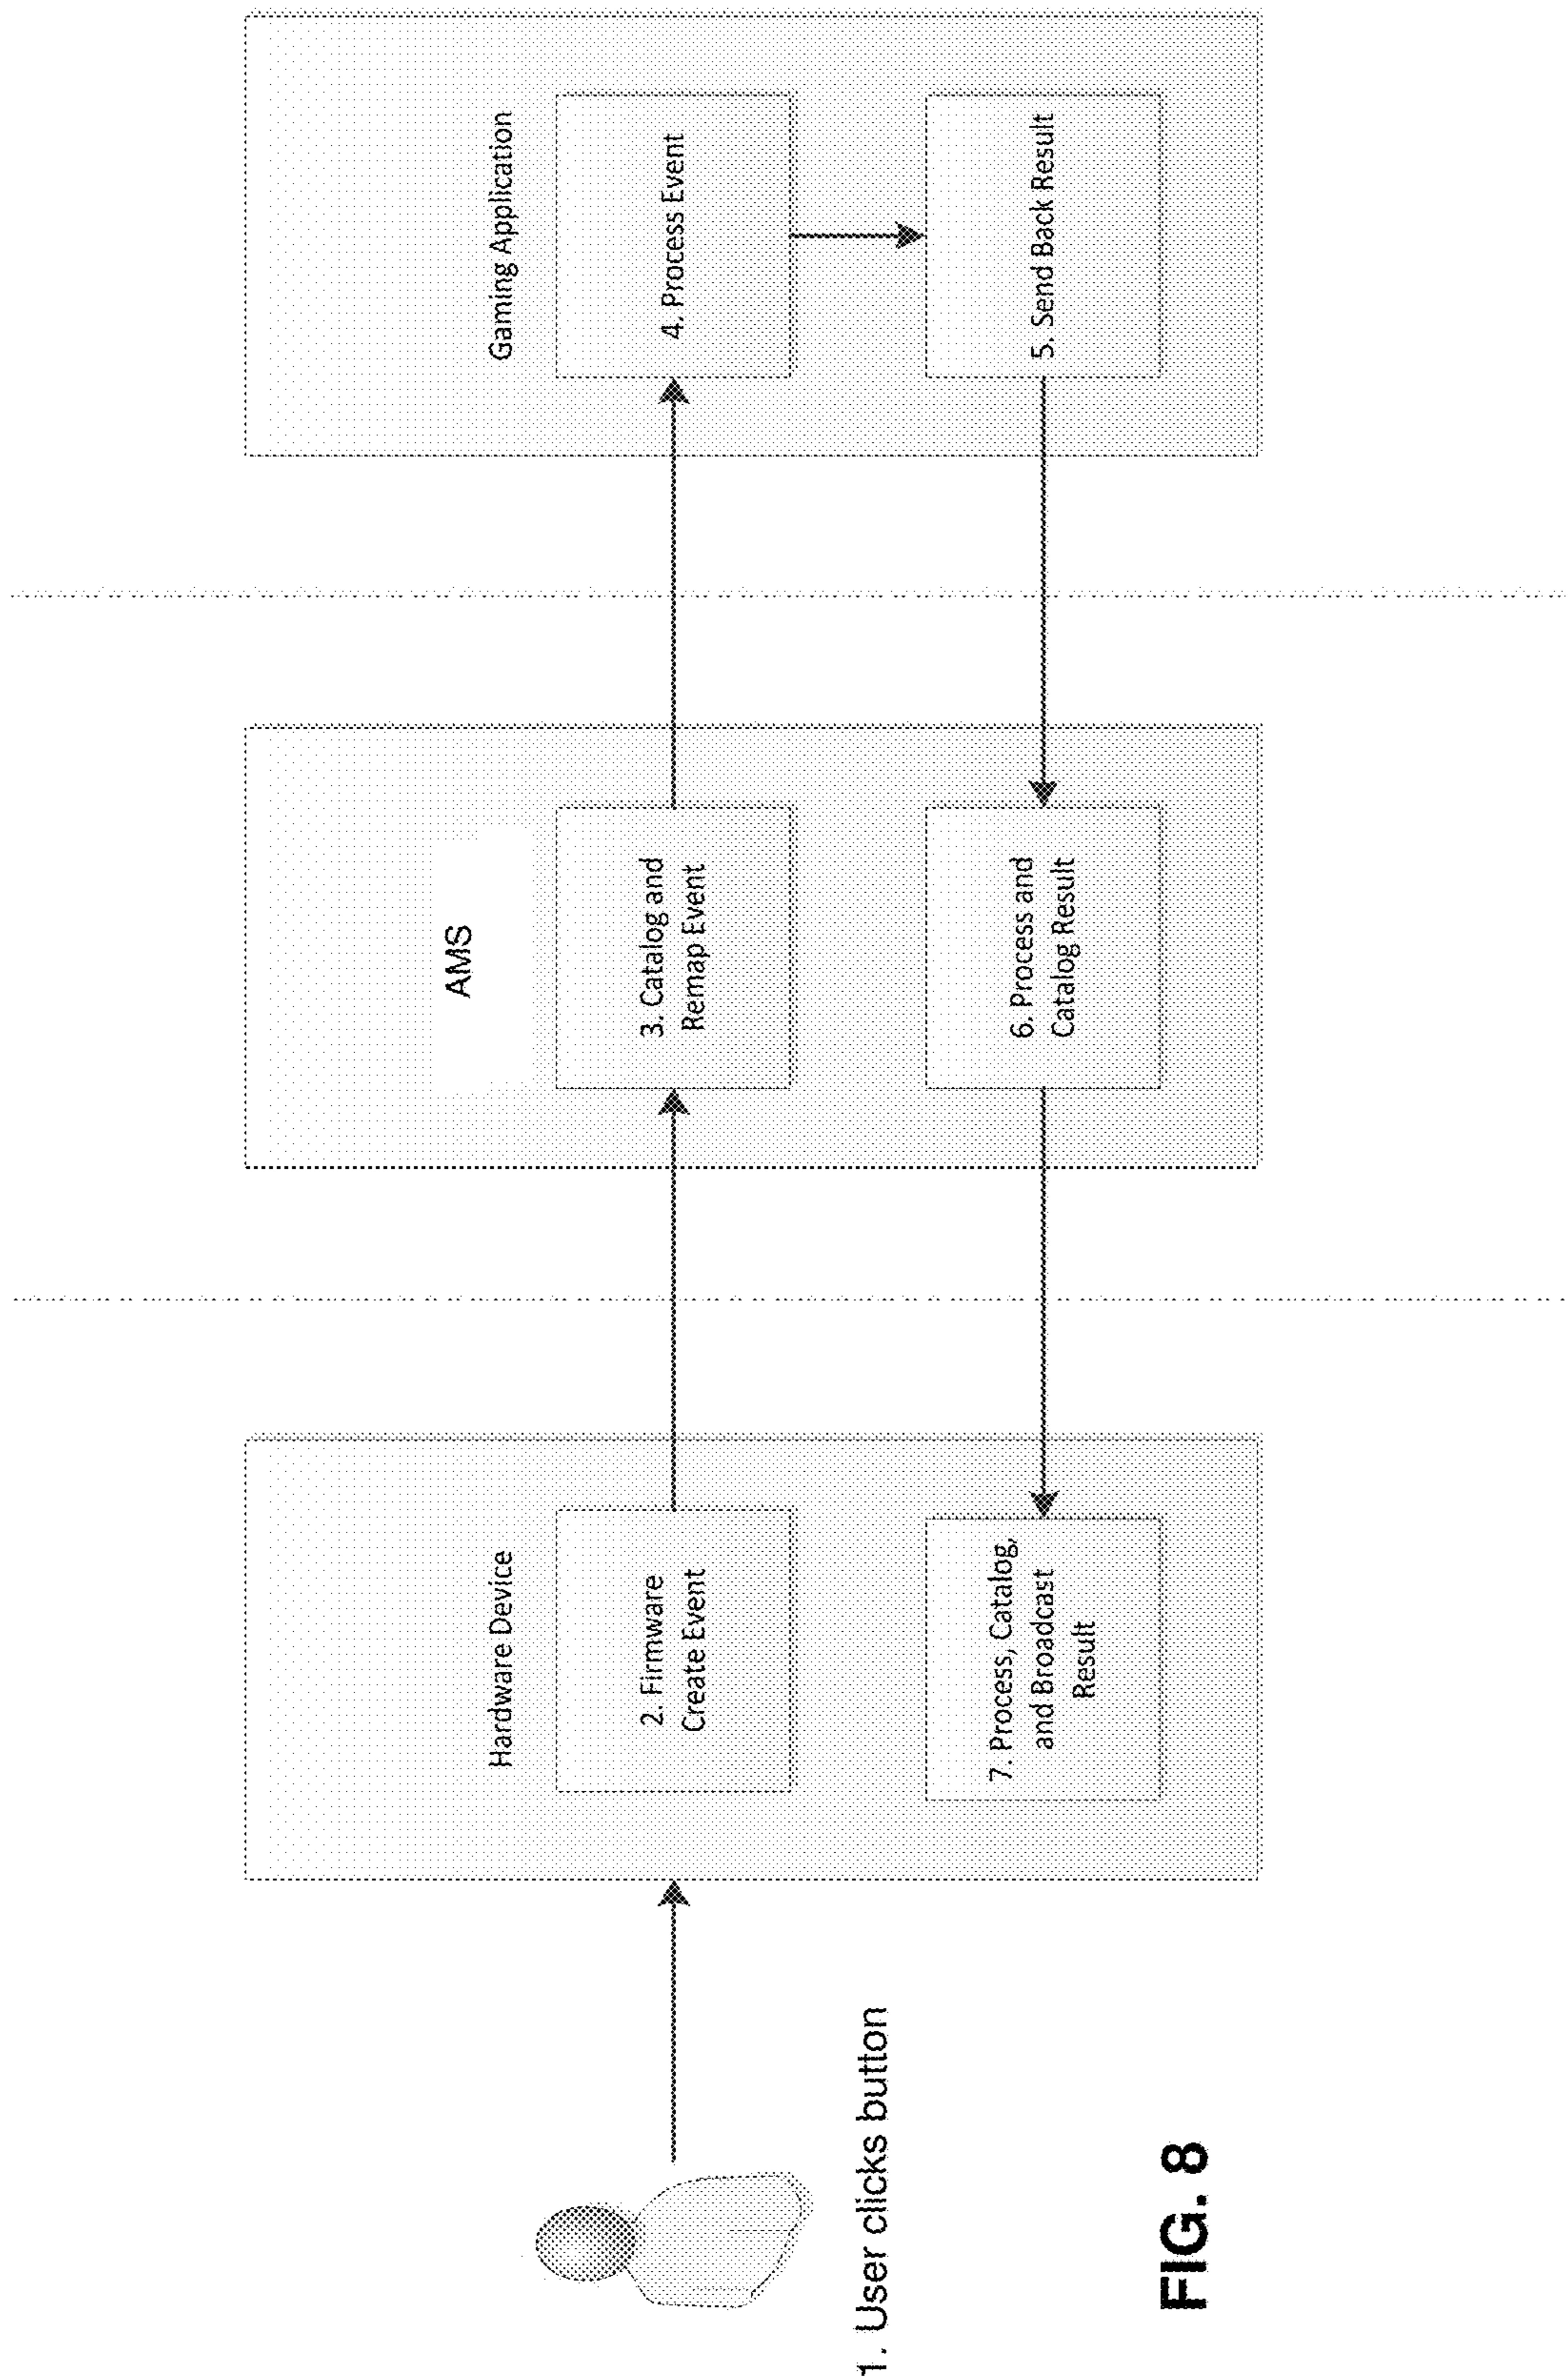 1. User clicks button
Hardware Device
2. Firmware
Create Event
AMS
3. Catalog and
Remap Event
Gaming Application
4. Process Event
5. Send Back Result
6. Process and
Catalog Result
7. Process, Catalog,
and Broadcast
Result
FIG. 8